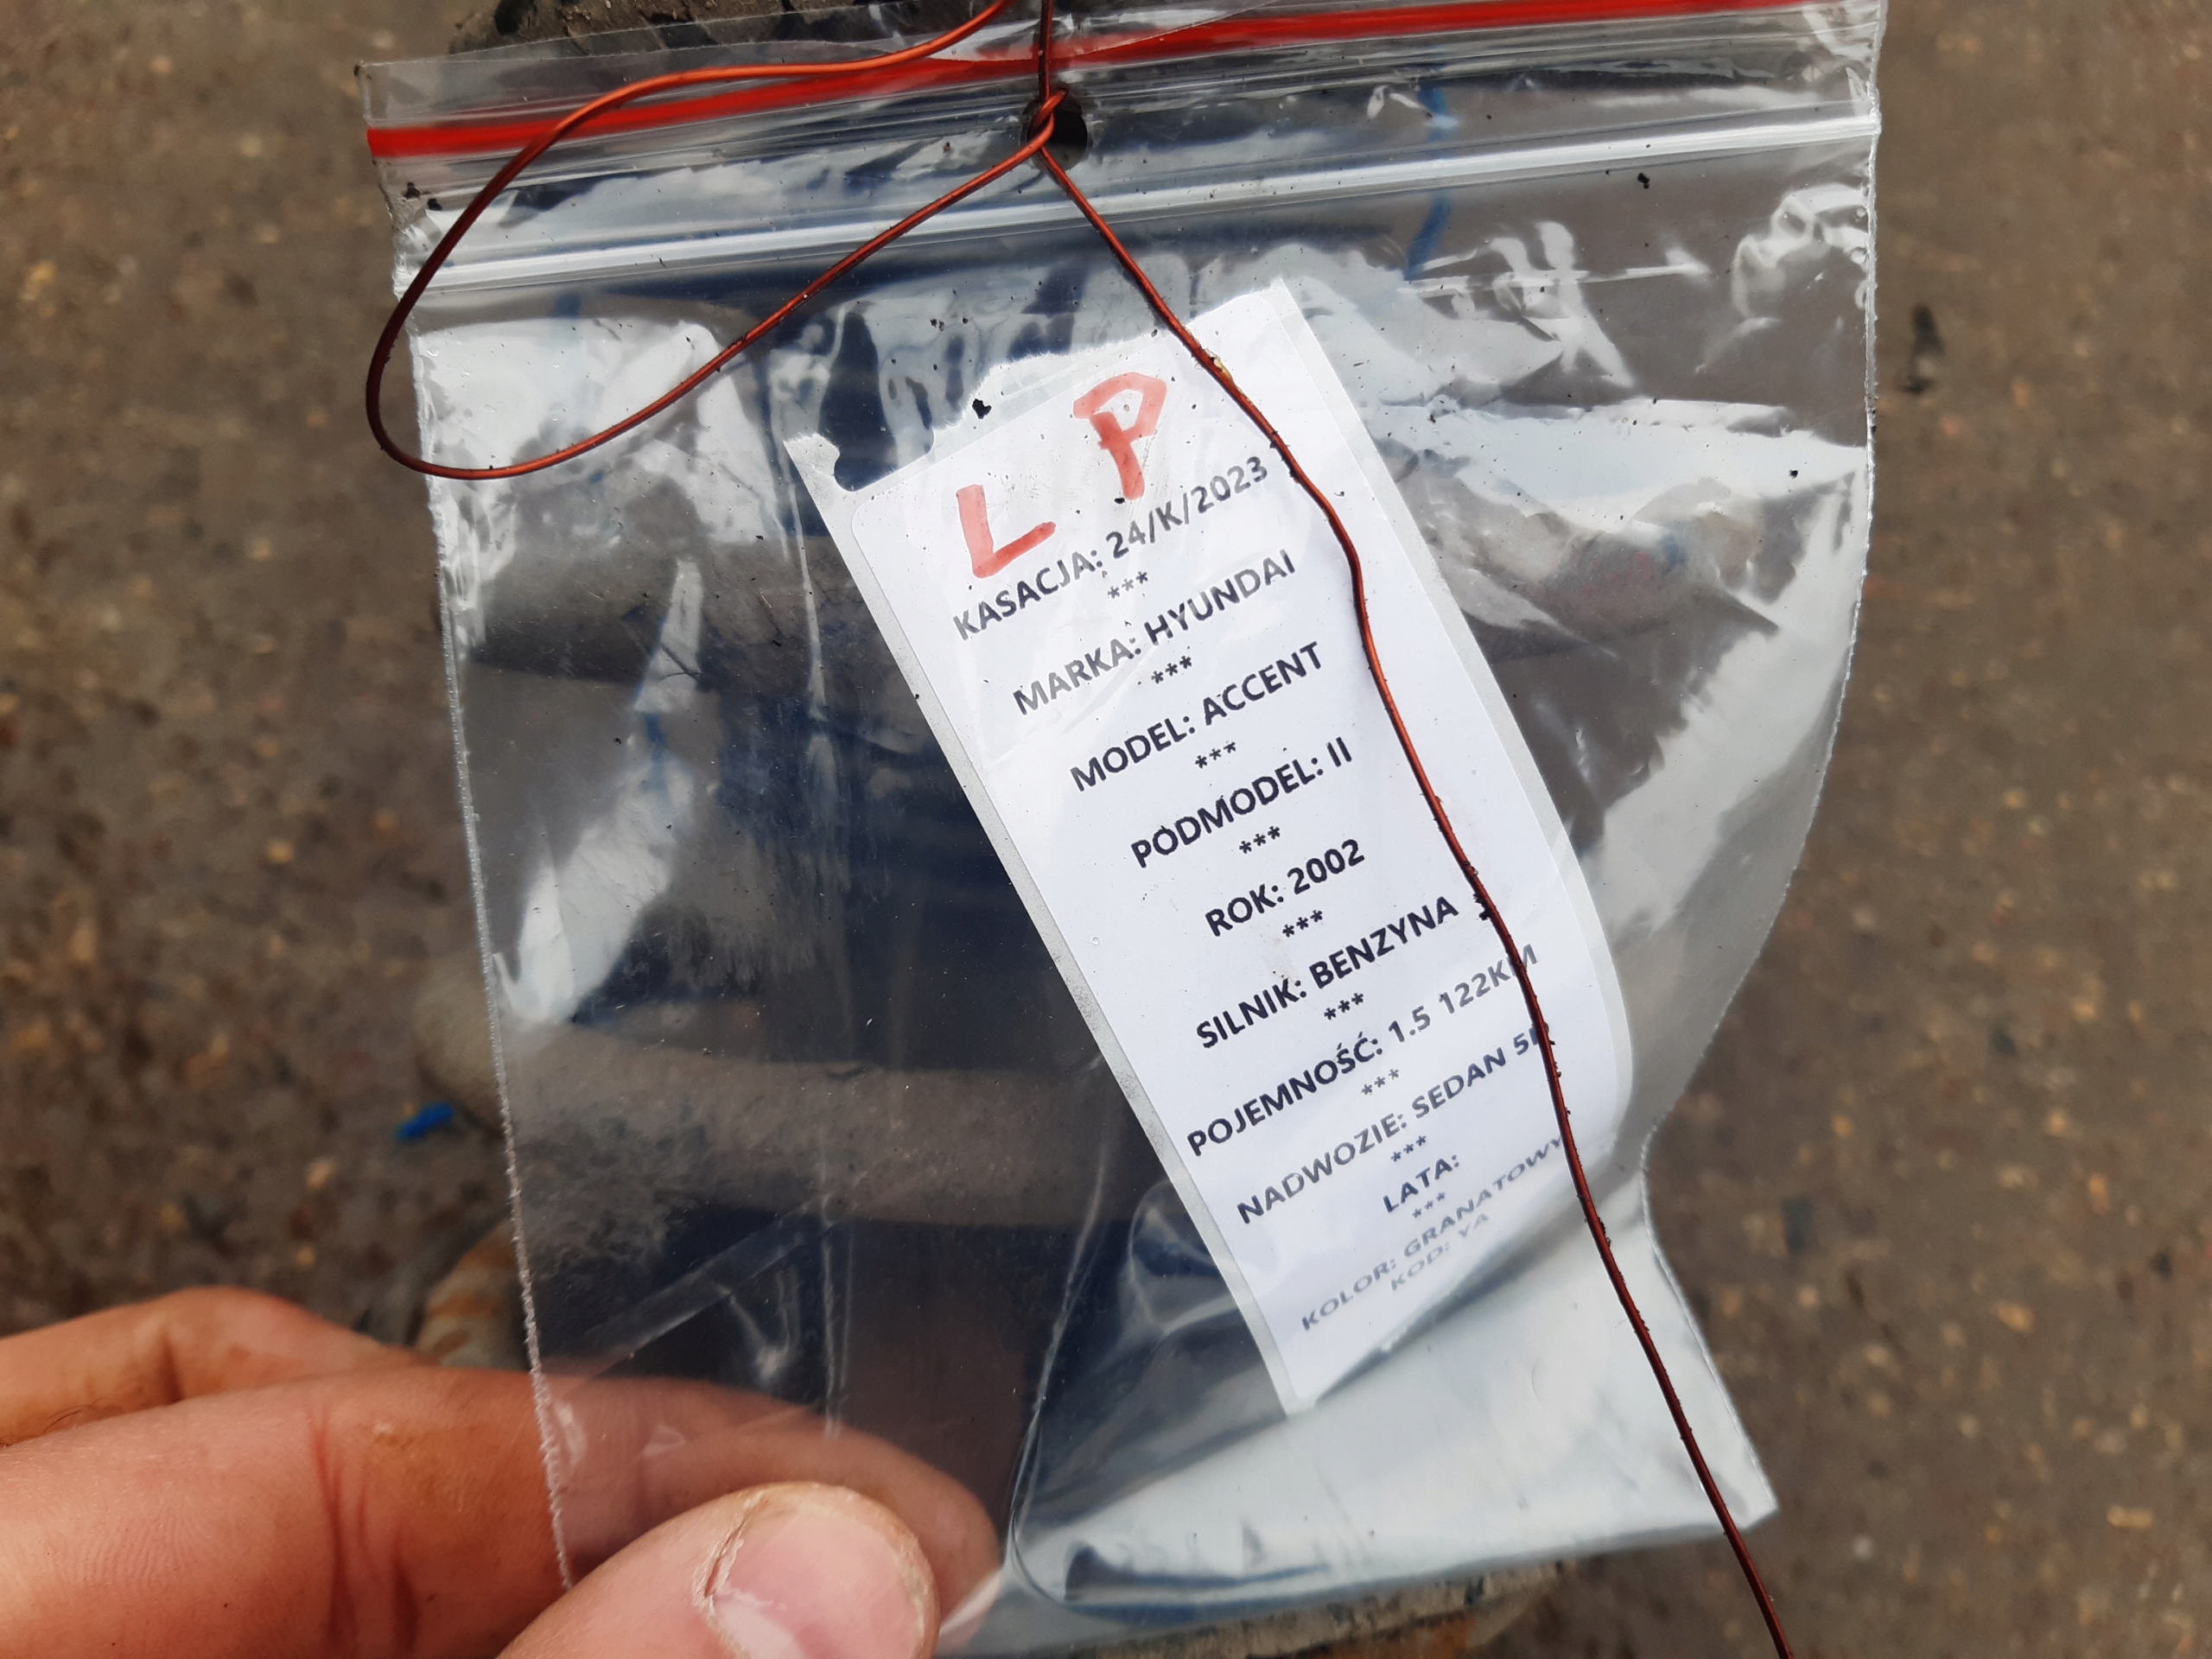 L P
KASACJA: 24/K/2023
***
MARKA: HYUNDAI
***
MODEL: ACCENT
***
PODMODEL: II
***
ROK: 2002
***
SILNIK: BENZYNA
***
POJEMNOŚĆ: 1.5 122KM
***
NADWOZIE: SEDAN
***
LATA:
***
KOLOR: GRANATOWY
KOD: YA